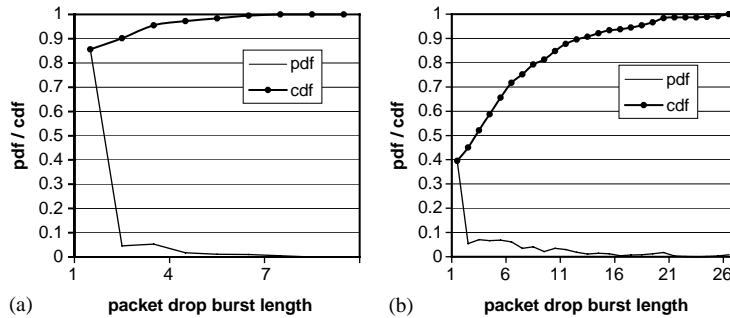 pdf / cdf
1
0.9
0.8
0.7
0.6
0.5
0.4
0.3
0.2
0.1
0
1 4 7
pdf
cdf
(a) packet drop burst length
pdf / cdf
1
0.9
0.8
0.7
0.6
0.5
0.4
0.3
0.2
0.1
0
1 6 11 16 21 26
pdf
cdf
(b) packet drop burst length